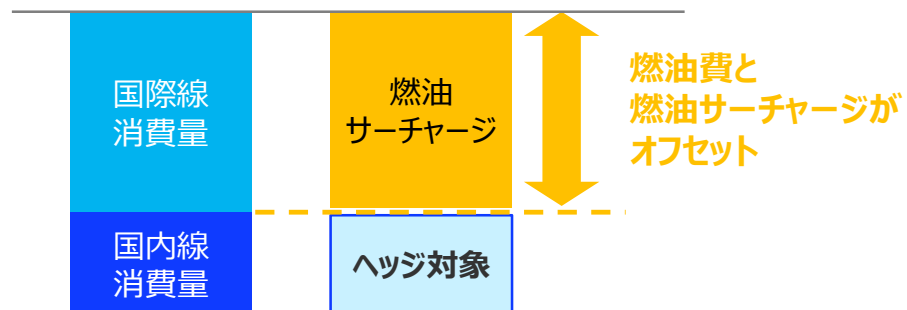 国際線
消費量
燃油
サーチャージ
燃油費と
燃油サーチャージが
オフセット
国内線
消費量
ヘッジ対象